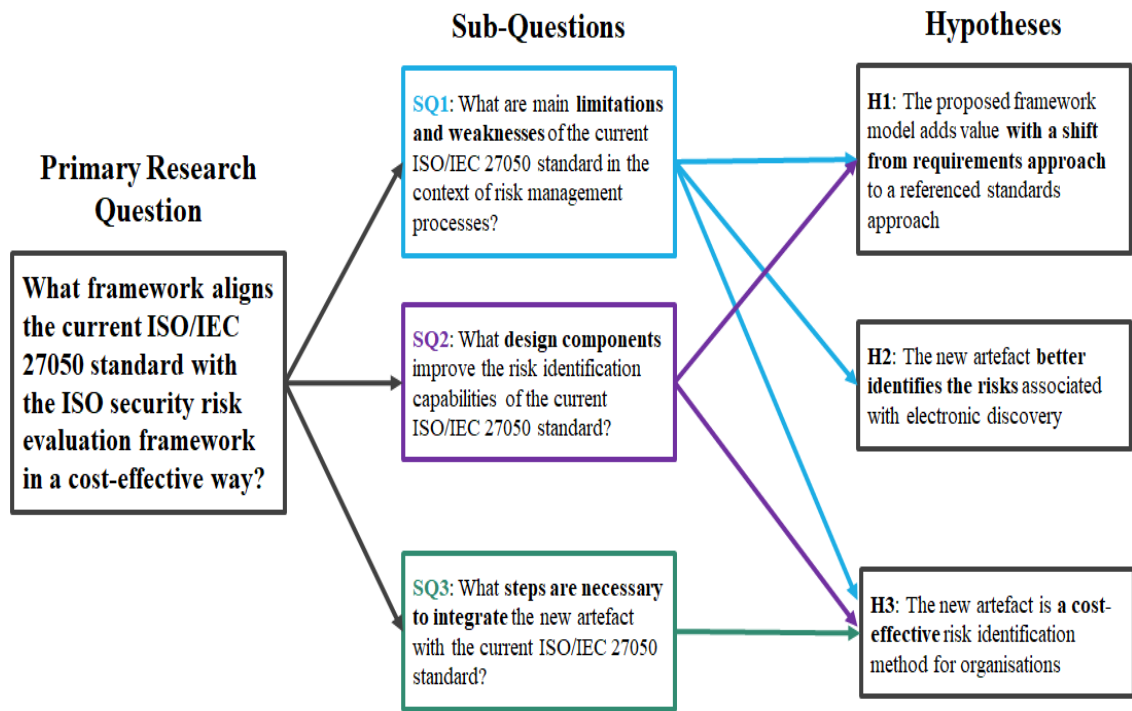 Primary Research
Question
What framework aligns
the current ISO/IEC
27050 standard with
the ISO security risk
evaluation framework
in a cost-effective way?
Sub-Questions
SQ1: What are main limitations
and weaknesses of the current
ISO/IEC 27050 standard in the
context of risk management
processes?
SQ2: What design components
improve the risk identification
capabilities of the current
ISO/IEC 27050 standard?
SQ3: What steps are necessary
to integrate the new artefact
with the current ISO/IEC 27050
standard?
Hypotheses
H1: The proposed framework
model adds value with a shift
from requirements approach
to a referenced standards
approach
H2: The new artefact better
identifies the risks associated
with electronic discovery
H3: The new artefact is a cost-
effective risk identification
method for organisations